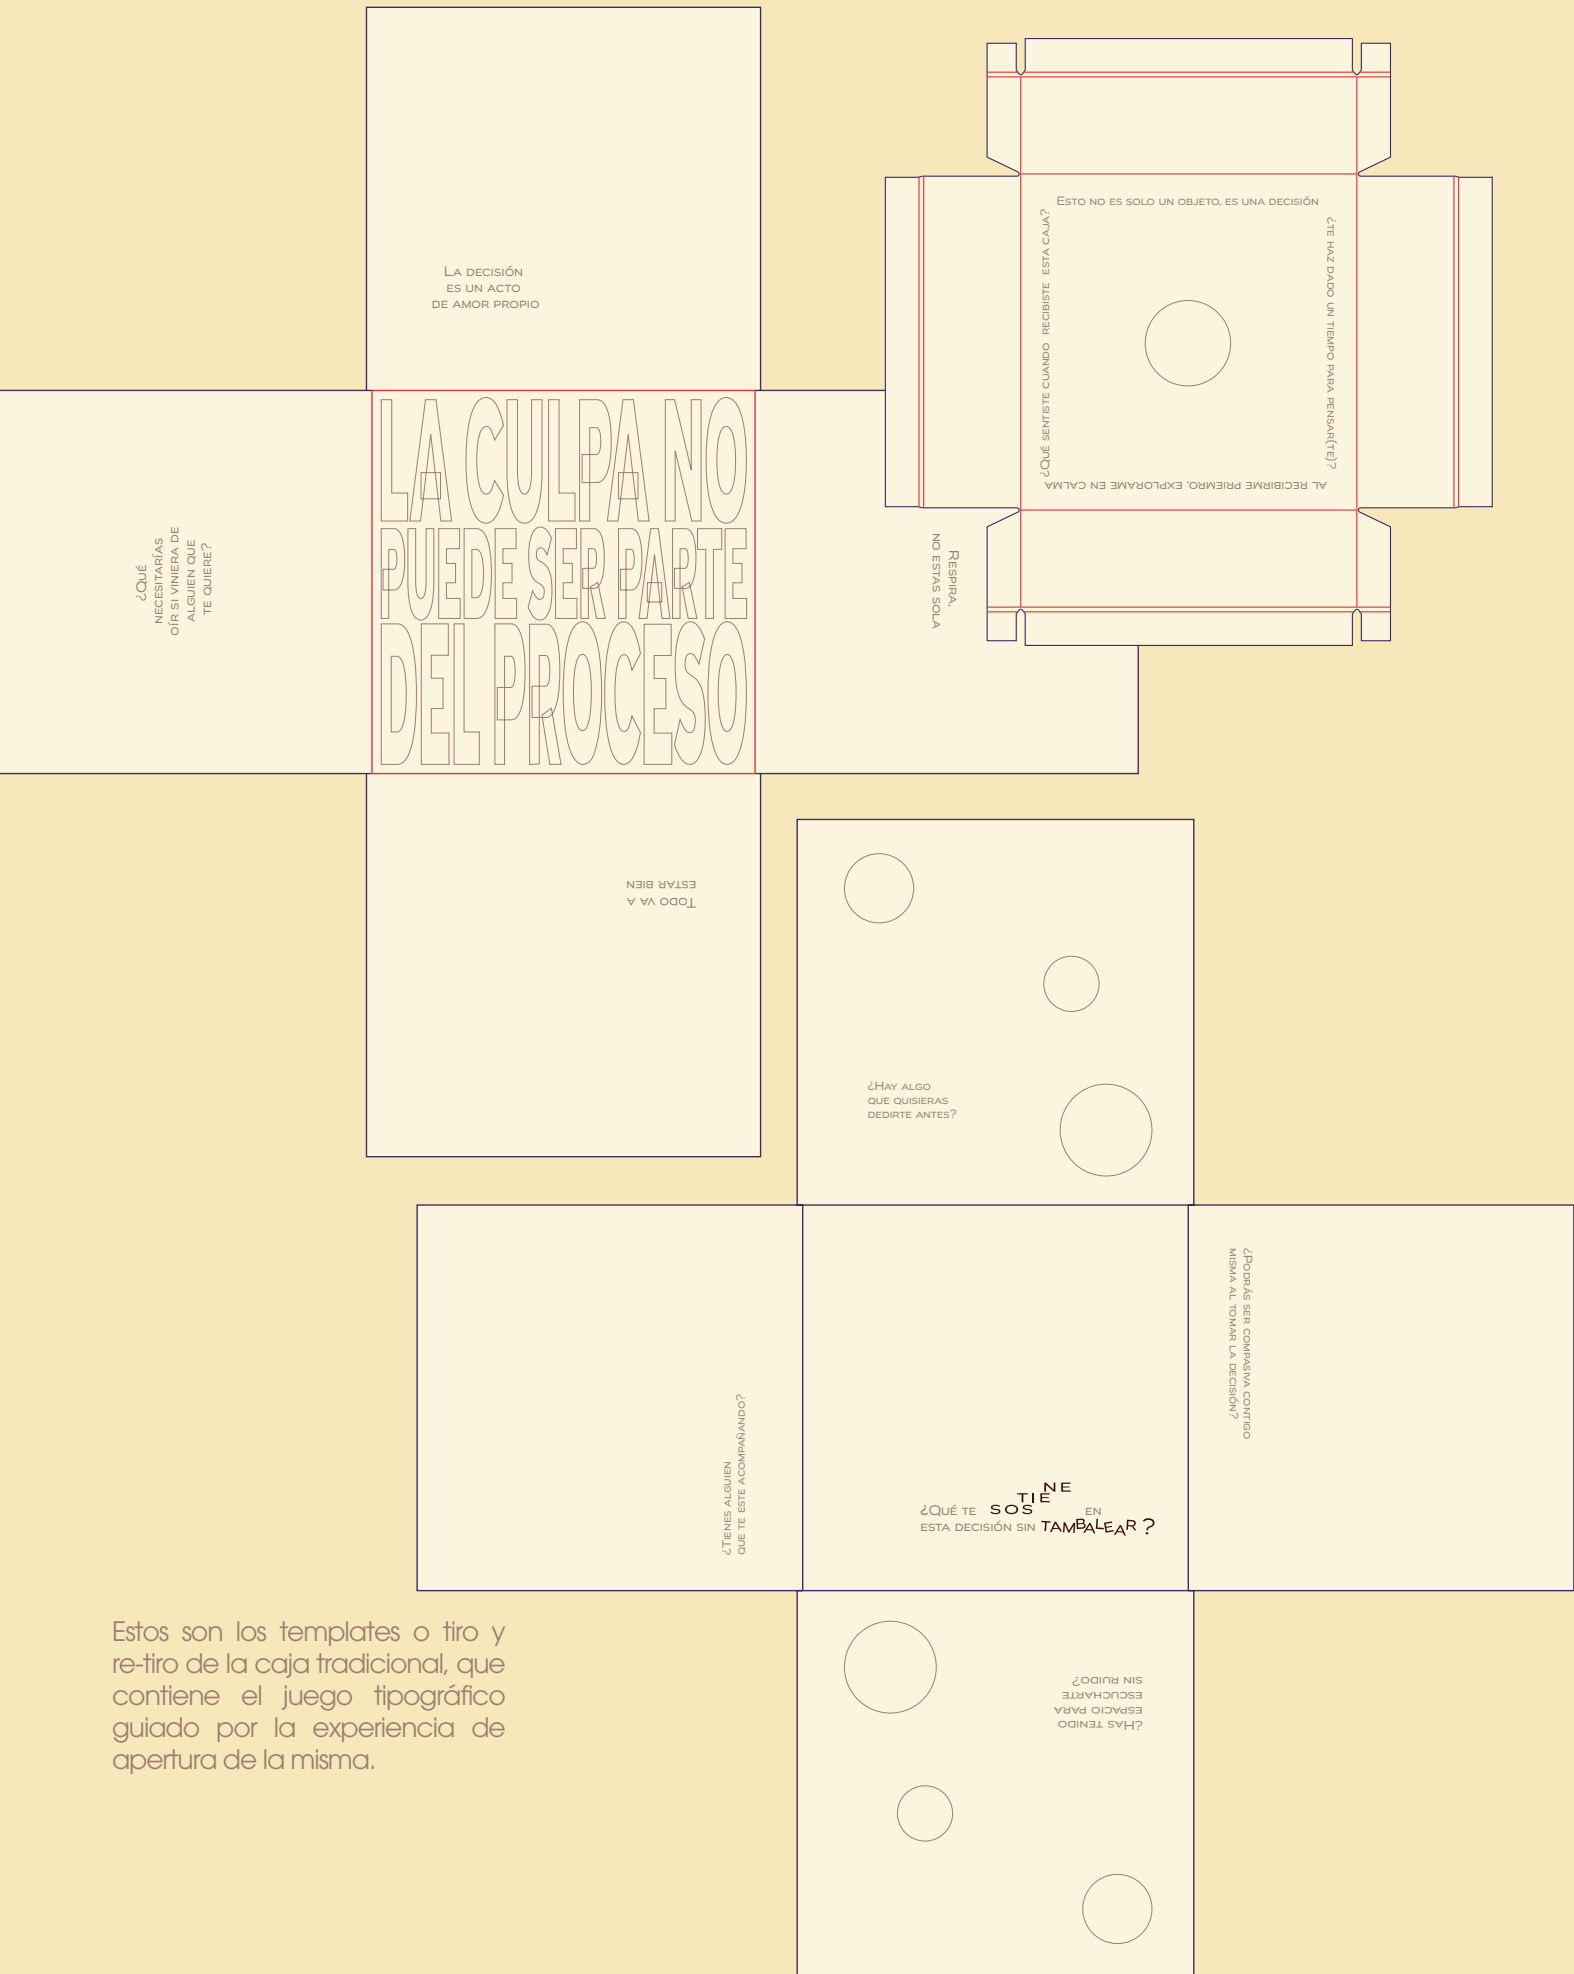 La decisión
es un acto
de amor propio
Esto no es solo un objeto, es una decisión
¿Qué sentiste cuando recibiste esta caja?
¿te haz dado un tiempo para pensar(te)?
al recibirme priemro, explorame en calma
LA CULPA NO
PUEDE SER PARTE
DEL PROCESO
¿Qué
necesitarías
oír si viniera de
alguien que
te quiere?
Respira,
no estas sola
Todo va a
estar bien
¿Hay algo
que quisieras
dedirte antes?
¿Tienes alguien
que te este acompañando?
¿Qué te SOSTIENE en
esta decisión sin TAMBALEAR?
¿Podrás ser compasiva contigo
misma al tomar la decisión?
¿Has tenido
espacio para
escucharte
sin ruido?
Estos son los templates o tiro y
re-tiro de la caja tradicional, que
contiene el juego tipográfico
guiado por la experiencia de
apertura de la misma.